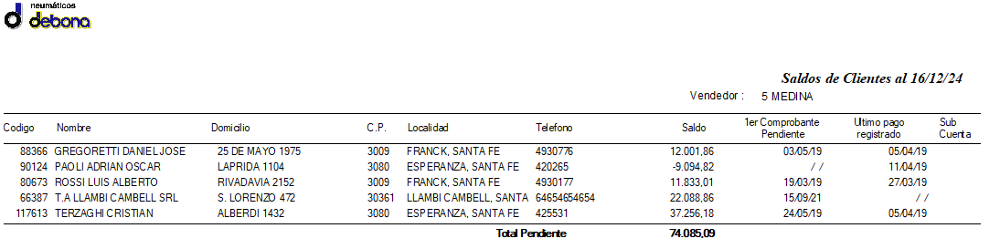 neumáticos
debona
Saldos de Clientes al 16/12/24
Vendedor : 5 MEDINA
Codigo Nombre Domicilio C.P. Localidad Telefono Saldo 1er Comprobante Pendiente Ultimo pago registrado Sub Cuenta
88366 GREGORETTI DANIEL JOSE 25 DE MAYO 1975 3009 FRANCK, SANTA FE 4930776 12.001,86 03/05/19 05/04/19
90124 PAOLI ADRIAN OSCAR LAPRIDA 1104 3080 ESPERANZA, SANTA FE 420265 -9.094,82 / / 11/04/19
80673 ROSSI LUIS ALBERTO RIVADAVIA 2152 3009 FRANCK, SANTA FE 4930177 11.833,01 19/03/19 27/03/19
66387 T.A LLAMBI CAMBELL SRL S. LORENZO 472 30361 LLAMBI CAMBELL, SANTA 64654654654 22.088,86 15/09/21 / /
117613 TERZAGHI CRISTIAN ALBERDI 1432 3080 ESPERANZA, SANTA FE 425531 37.256,18 24/05/19 05/04/19
Total Pendiente 74.085,09